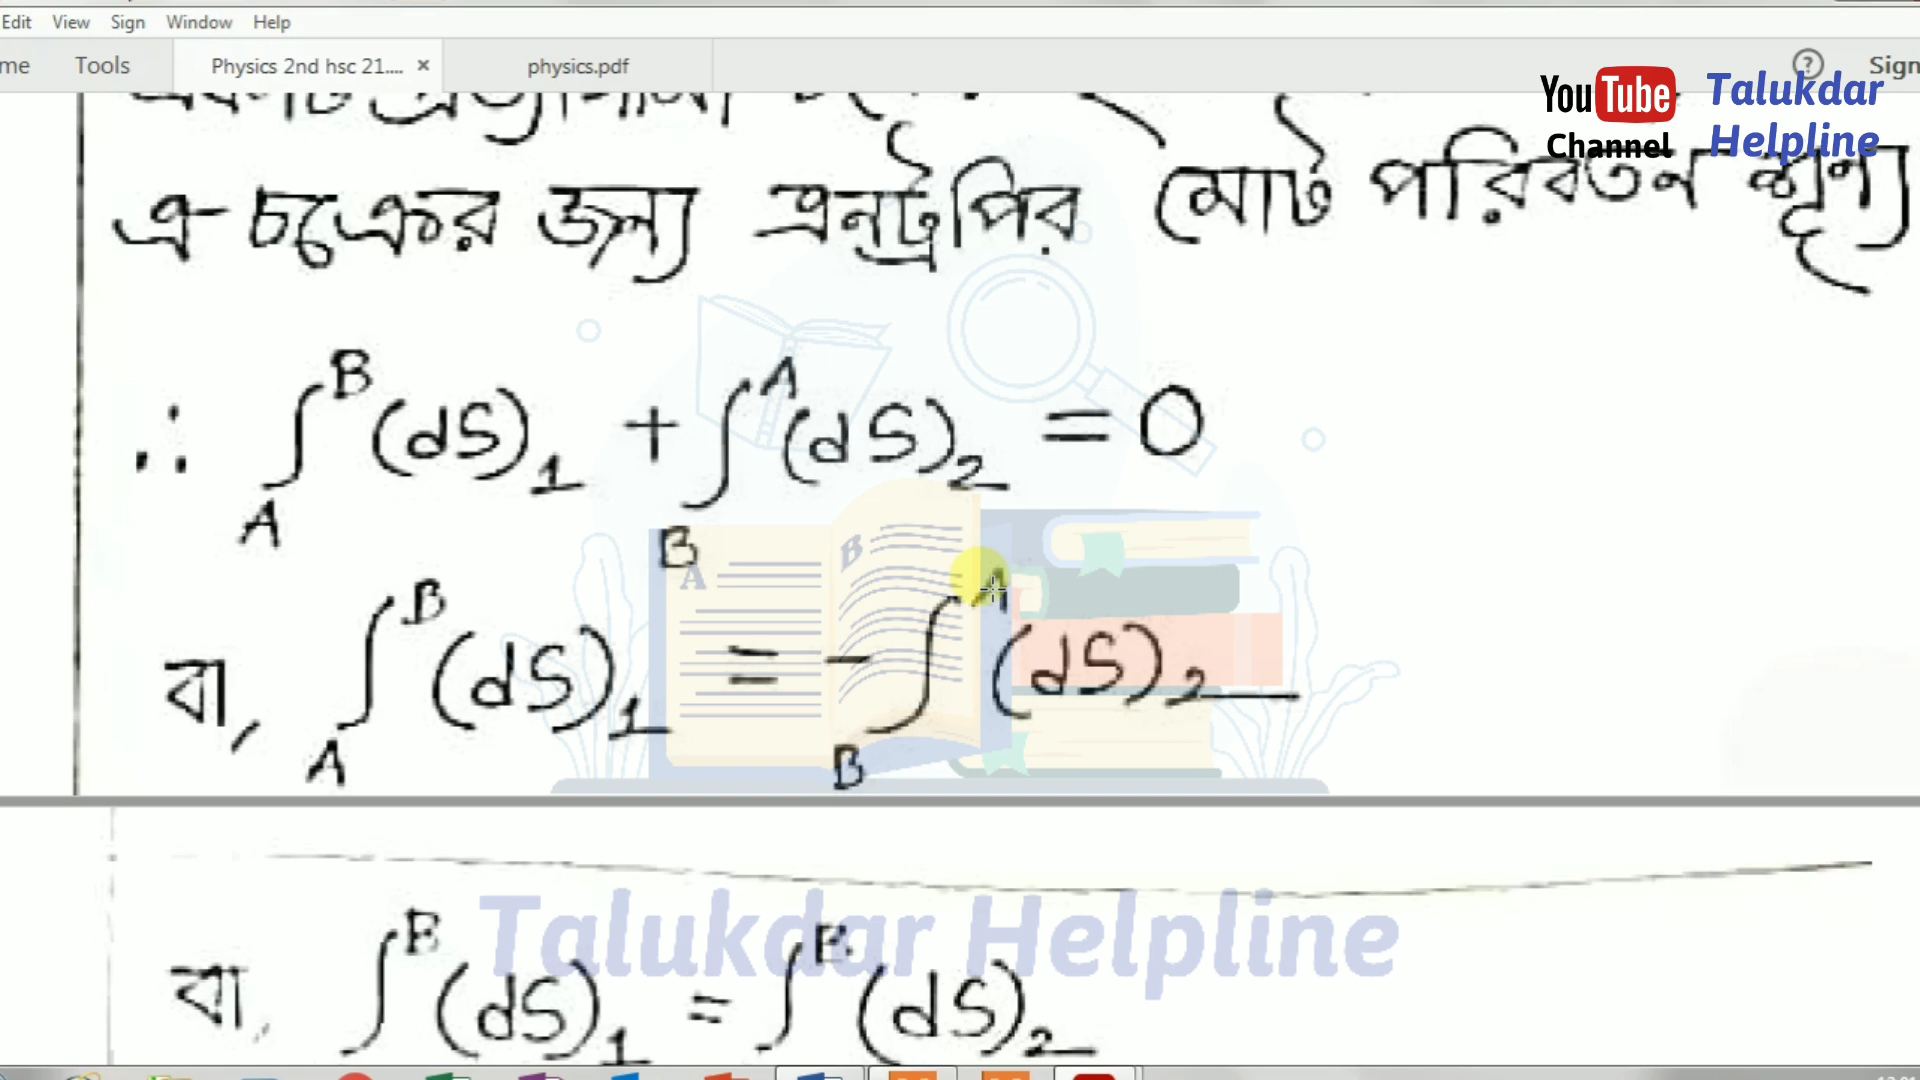 Edit View Sign Window Help
me Tools Physics 2nd hsc 21.... × physics.pdf ? Sign
YouTube Channel Talukdar Helpline
এ চক্রের জন্য এনট্রপির মোট পরিবর্তন শূণ্য
∴ ∫_A^B (dS)_1 + ∫_B^A (dS)_2 = 0
বা, ∫_A^B (dS)_1 = - ∫_B^A (dS)_2
Talukdar Helpline
বা, ∫^B (dS)_1 = ∫^B (dS)_2